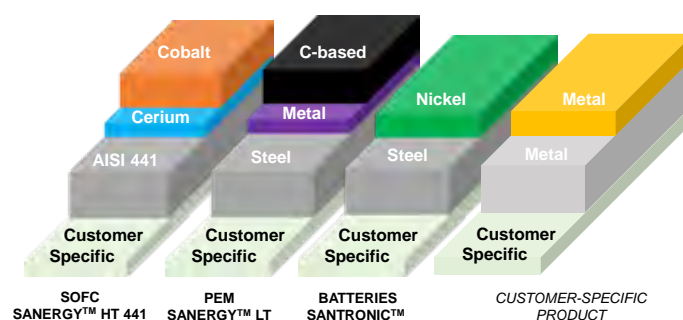 Cobalt
Cerium
AISI 441
Customer
Specific
SOFC
SANERGY™ HT 441
C-based
Metal
Steel
Customer
Specific
PEM
SANERGY™ LT
Nickel
Steel
Customer
Specific
BATTERIES
SANTRONIC™
Metal
Metal
Customer
Specific
CUSTOMER-SPECIFIC
PRODUCT